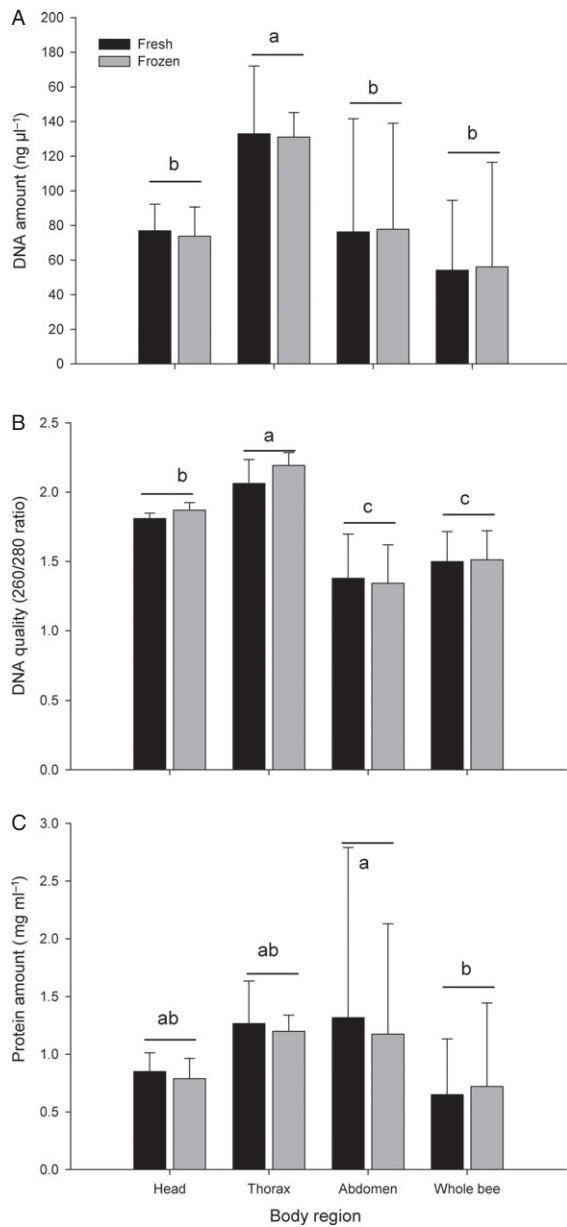 A
200
180
160
140
120
100
80
60
40
20
0
DNA amount (ng µl⁻¹)
Fresh
Frozen
b
a
b
b
B
2.5
2.0
1.5
1.0
0.5
0.0
DNA quality (260/280 ratio)
b
a
c
c
C
3.0
2.5
2.0
1.5
1.0
0.5
0.0
Protein amount (mg ml⁻¹)
ab
ab
a
b
Head Thorax Abdomen Whole bee
Body region